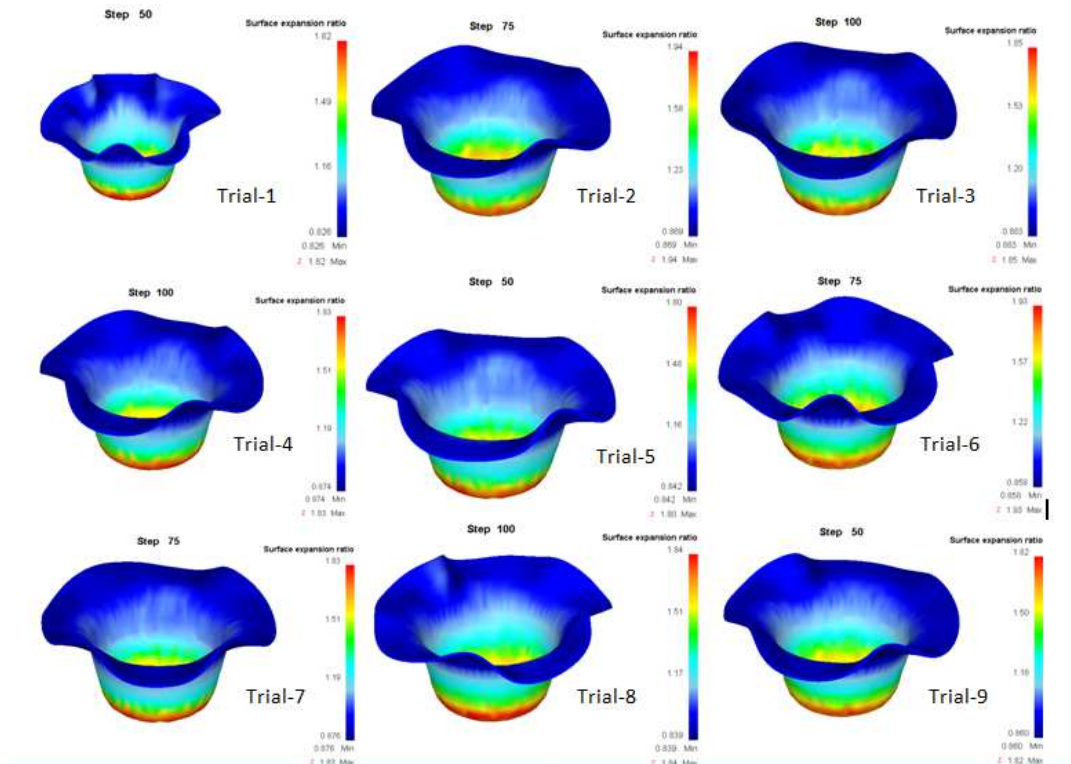 Step 50
Surface expansion ratio
1.82
1.49
1.16
0.826
0.826 Min
z 1.82 Max
Trial-1
Step 75
Surface expansion ratio
1.94
1.58
1.23
0.869
0.869 Min
z 1.94 Max
Trial-2
Step 100
Surface expansion ratio
1.85
1.53
1.20
0.883
0.883 Min
z 1.85 Max
Trial-3
Step 100
Surface expansion ratio
1.83
1.51
1.19
0.874
0.874 Min
z 1.83 Max
Trial-4
Step 50
Surface expansion ratio
1.80
1.48
1.16
0.842
0.842 Min
z 1.80 Max
Trial-5
Step 75
Surface expansion ratio
1.93
1.57
1.22
0.858
0.858 Min
z 1.93 Max
Trial-6
Step 75
Surface expansion ratio
1.83
1.51
1.19
0.876
0.876 Min
z 1.83 Max
Trial-7
Step 100
Surface expansion ratio
1.84
1.51
1.17
0.839
0.839 Min
z 1.84 Max
Trial-8
Step 50
Surface expansion ratio
1.82
1.50
1.18
0.860
0.860 Min
z 1.82 Max
Trial-9